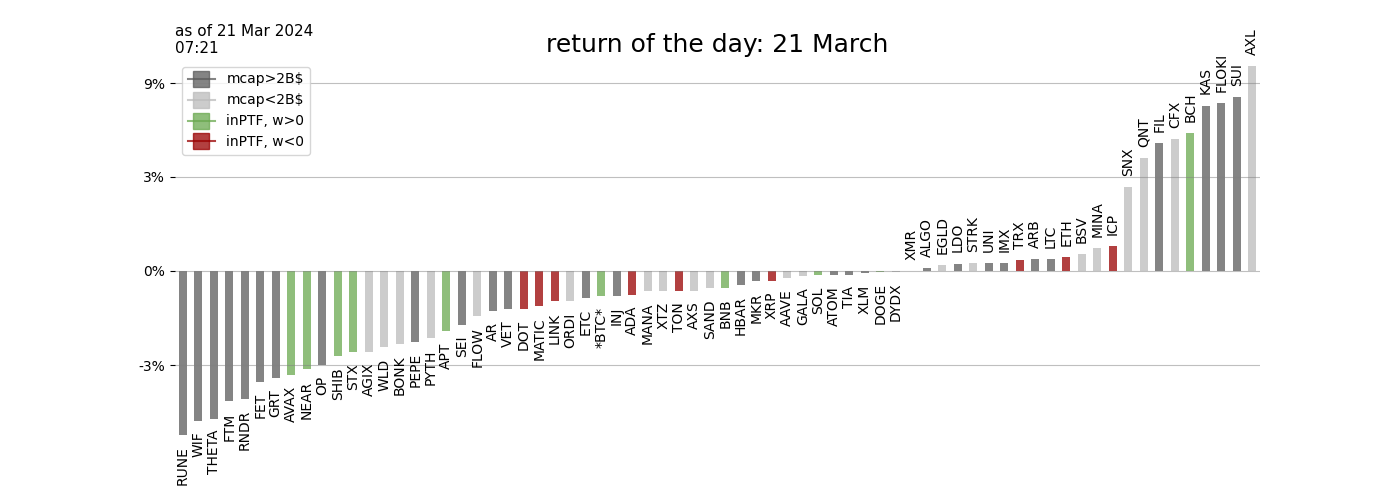 as of 21 Mar 2024
07:21
return of the day: 21 March
mcap>2B$
mcap<2B$
inPTF, w>0
inPTF, w<0
9%
3%
0%
-3%
RUNE
WIF
THETA
FTM
RNDR
FET
GRT
AVAX
NEAR
OP
SHIB
STX
AGIX
WLD
BONK
PEPE
PYTH
APT
SEI
FLOW
AR
VET
DOT
MATIC
LINK
ORDI
ETC
*BTC*
INJ
ADA
MANA
XTZ
TON
AXS
SAND
BNB
HBAR
MKR
XRP
AAVE
GALA
SOL
ATOM
TIA
XLM
DOGE
DYDX
XMR
ALGO
EGLD
LDO
STRK
UNI
IMX
TRX
ARB
LTC
ETH
BSV
MINA
ICP
SNX
QNT
FIL
CFX
BCH
KAS
FLOKI
SUI
AXL